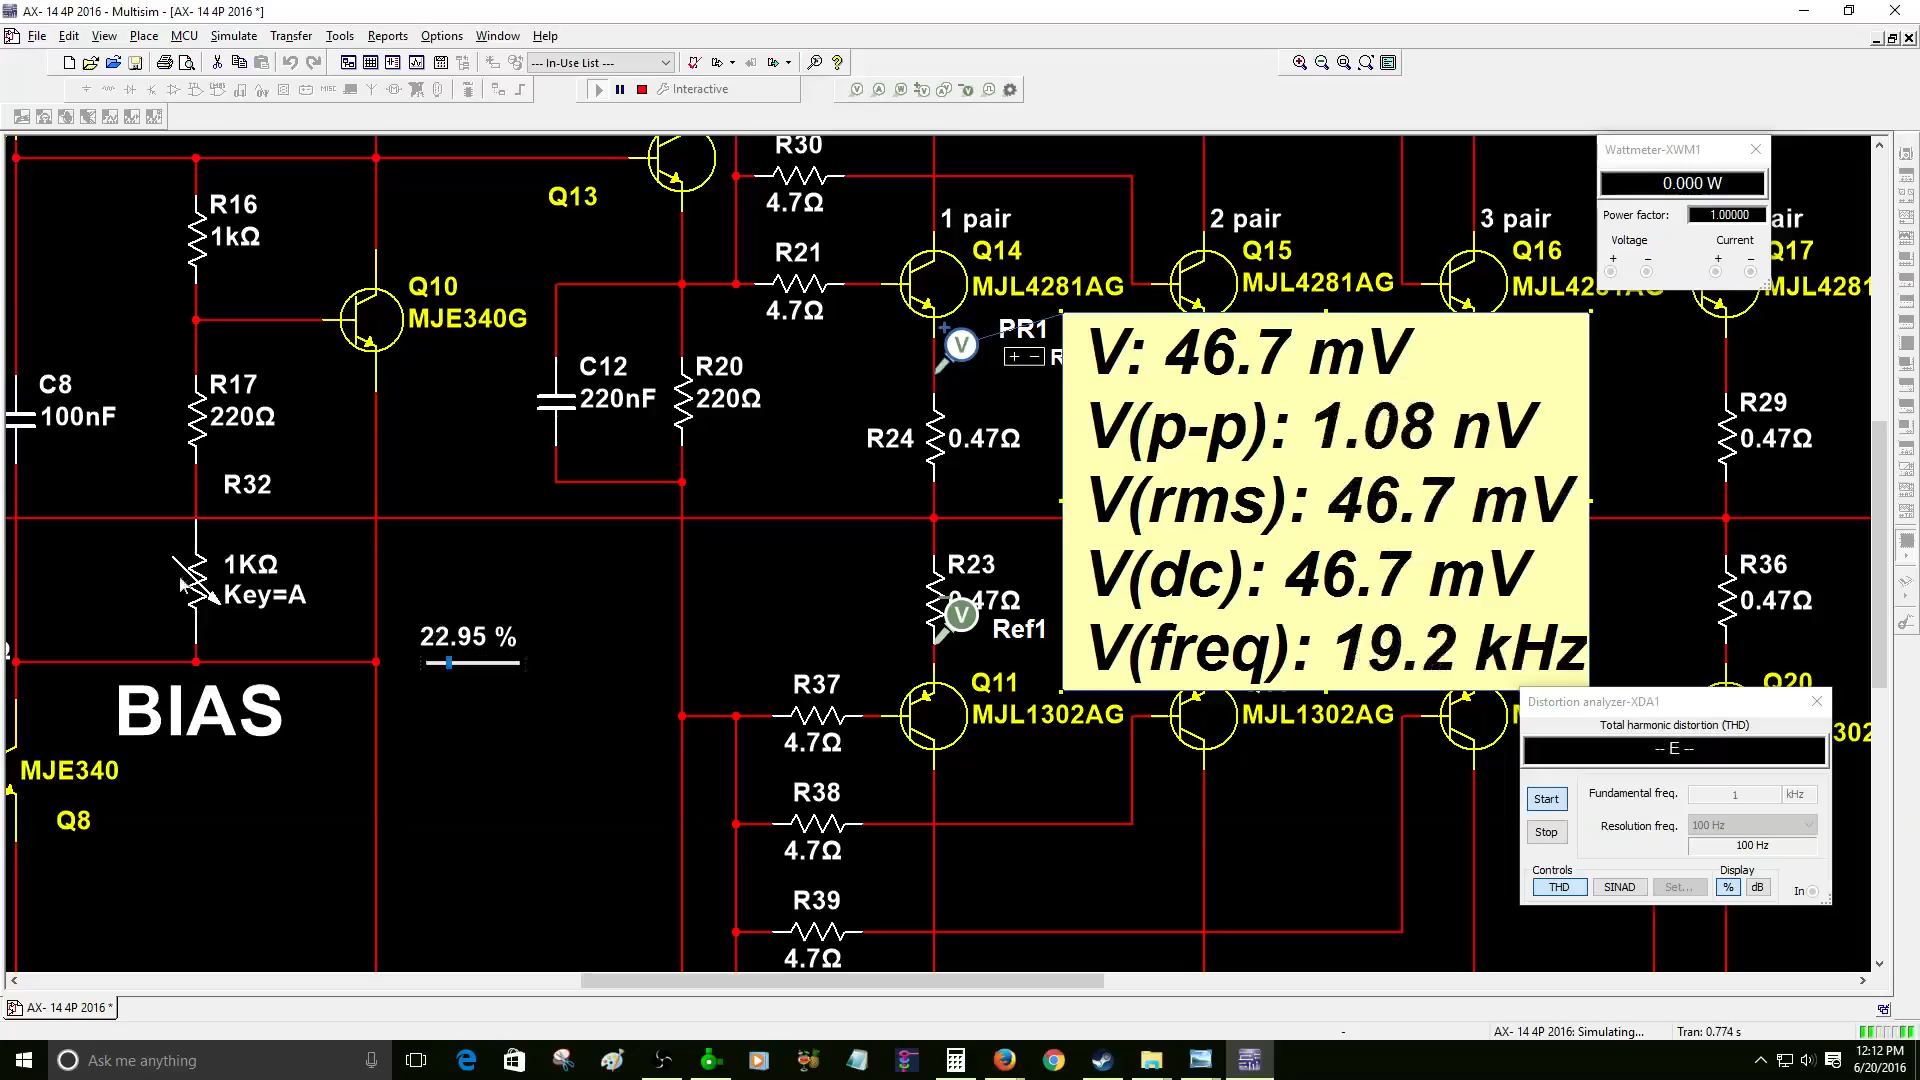 AX- 14 4P 2016 - Multisim - [AX- 14 4P 2016 *]
File Edit View Place MCU Simulate Transfer Tools Reports Options Window Help
--- In-Use List ---
Interactive
R30
4.7Ω
R16
1kΩ
Q13
R21
4.7Ω
1 pair
Q14
MJL4281AG
2 pair
Q15
MJL4281AG
3 pair
Q16
Q17
MJL4281
Wattmeter-XWM1
0.000 W
Power factor: 1.00000
Voltage Current
+ − + −
Q10
MJE340G
C8
100nF
R17
220Ω
C12
220nF
R20
220Ω
PR1
R24 0.47Ω
V: 46.7 mV
V(p-p): 1.08 nV
V(rms): 46.7 mV
V(dc): 46.7 mV
V(freq): 19.2 kHz
R29
0.47Ω
R32
1KΩ
Key=A
22.95 %
BIAS
R23
0.47Ω
V
Ref1
R36
0.47Ω
MJE340
Q8
R37
4.7Ω
Q11
MJL1302AG
MJL1302AG
Q20
R38
4.7Ω
R39
4.7Ω
Distortion analyzer-XDA1
Total harmonic distortion (THD)
-- E --
Start
Stop
Fundamental freq. 1 kHz
Resolution freq. 100 Hz
100 Hz
Controls Display
THD SINAD Set... % dB In
AX- 14 4P 2016 *
- AX- 14 4P 2016: Simulating... Tran: 0.774 s
Ask me anything
12:12 PM
6/20/2016